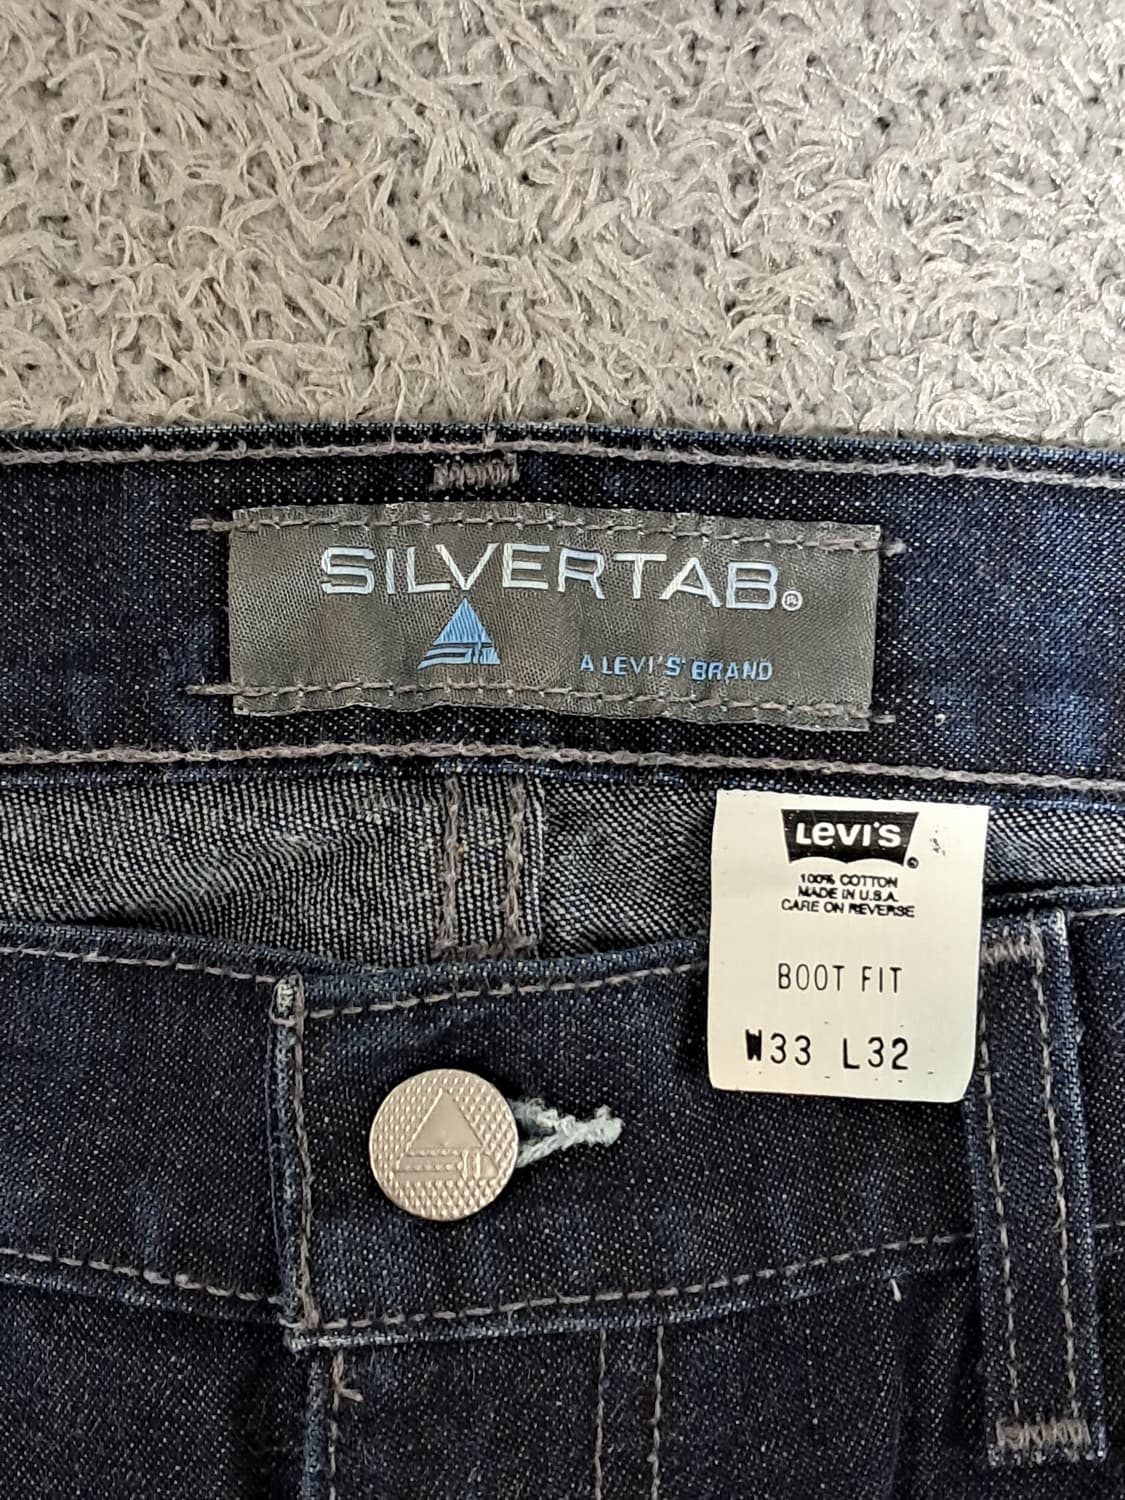 SILVERTAB®
A LEVI'S® BRAND
LEVI'S®
100% COTTON
MADE IN U.S.A.
CARE ON REVERSE
BOOT FIT
W33 L32